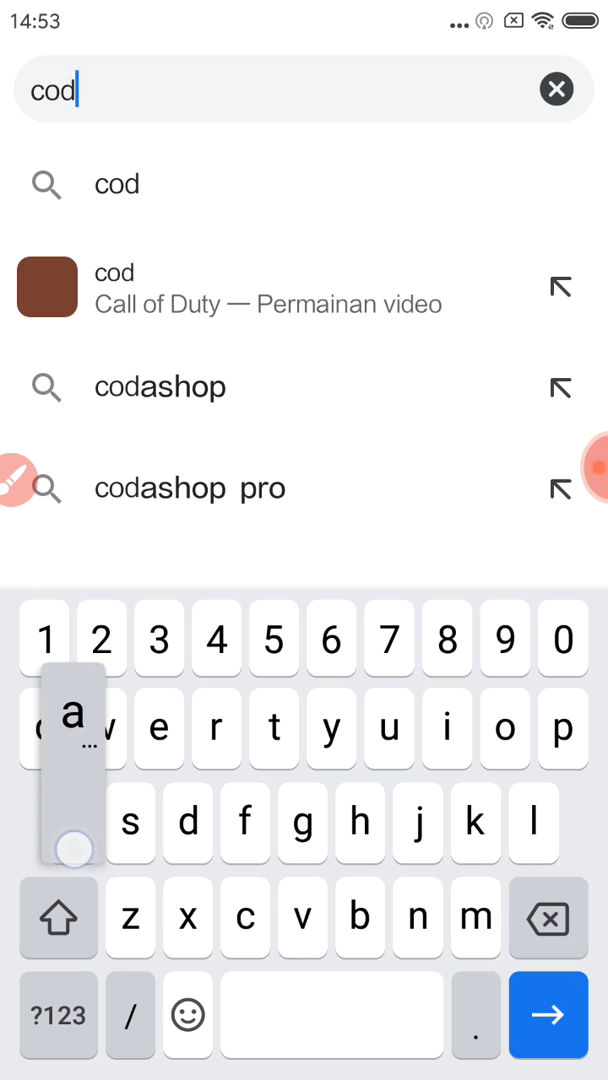 14:53
cod
cod
cod
Call of Duty — Permainan video
codashop
codashop pro
1 2 3 4 5 6 7 8 9 0
a
...
e r t y u i o p
s d f g h j k l
z x c v b n m
?123 / .